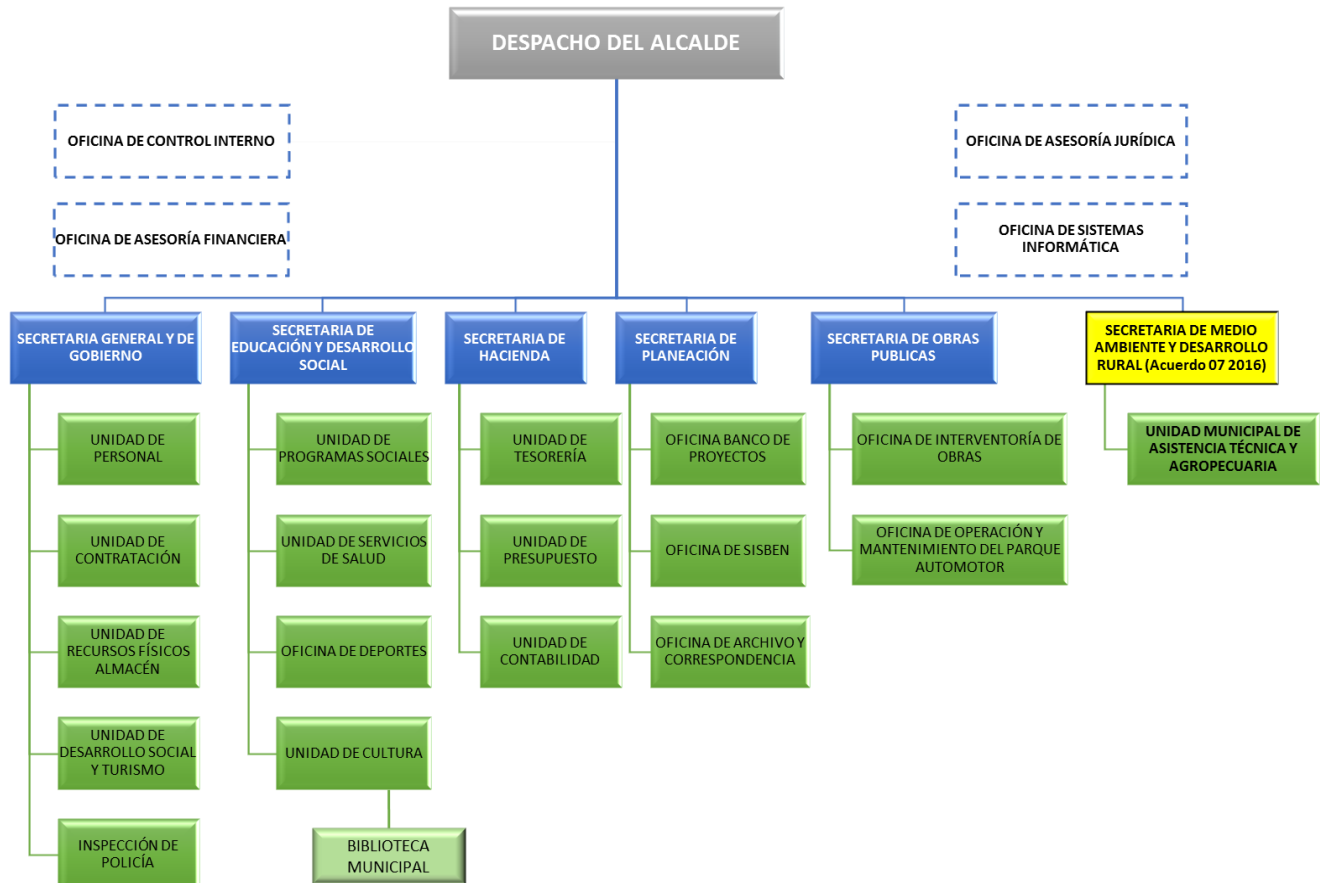 DESPACHO DEL ALCALDE
OFICINA DE CONTROL INTERNO
OFICINA DE ASESORÍA JURÍDICA
OFICINA DE ASESORÍA FINANCIERA
OFICINA DE SISTEMAS
INFORMÁTICA
SECRETARIA GENERAL Y DE
GOBIERNO
SECRETARIA DE
EDUCACIÓN Y DESARROLLO
SOCIAL
SECRETARIA DE
HACIENDA
SECRETARIA DE
PLANEACIÓN
SECRETARIA DE OBRAS
PUBLICAS
SECRETARIA DE MEDIO
AMBIENTE Y DESARROLLO
RURAL (Acuerdo 07 2016)
UNIDAD DE
PERSONAL
UNIDAD DE
PROGRAMAS SOCIALES
UNIDAD DE
TESORERÍA
OFICINA BANCO DE
PROYECTOS
OFICINA DE INTERVENTORÍA DE
OBRAS
UNIDAD MUNICIPAL DE
ASISTENCIA TÉCNICA Y
AGROPECUARIA
UNIDAD DE
CONTRATACIÓN
UNIDAD DE SERVICIOS
DE SALUD
UNIDAD DE
PRESUPUESTO
OFICINA DE SISBEN
OFICINA DE OPERACIÓN Y
MANTENIMIENTO DEL PARQUE
AUTOMOTOR
UNIDAD DE
RECURSOS FÍSICOS
ALMACÉN
OFICINA DE DEPORTES
UNIDAD DE
CONTABILIDAD
OFICINA DE ARCHIVO Y
CORRESPONDENCIA
UNIDAD DE
DESARROLLO SOCIAL
Y TURISMO
UNIDAD DE CULTURA
INSPECCIÓN DE
POLICÍA
BIBLIOTECA
MUNICIPAL